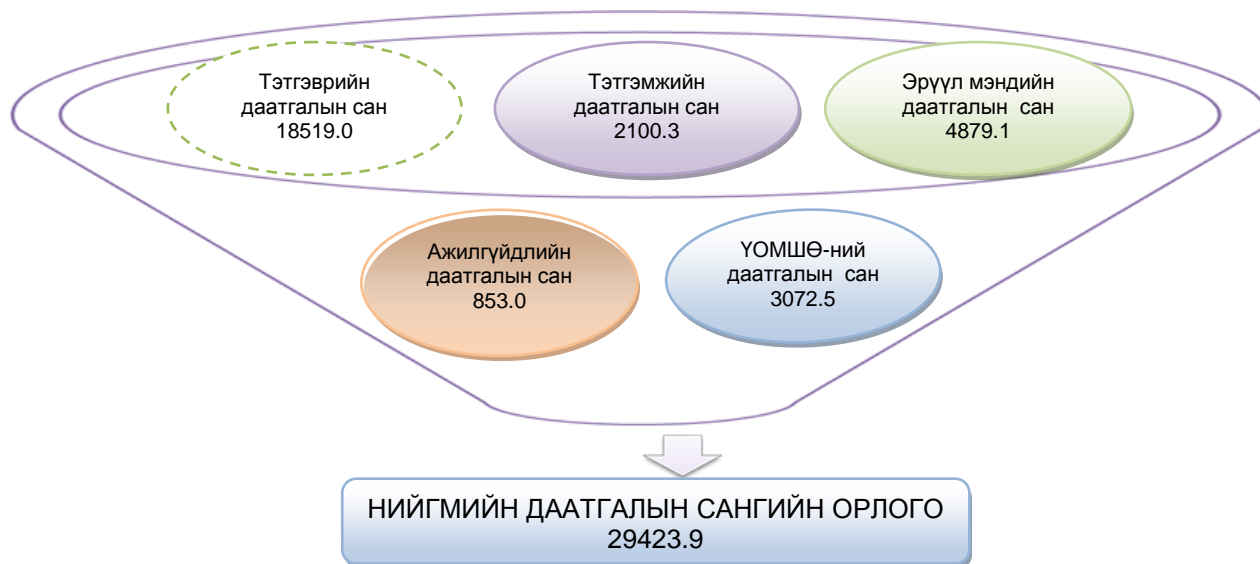 Тэтгэврийн
даатгалын сан
18519.0
Тэтгэмжийн
даатгалын сан
2100.3
Эрүүл мэндийн
даатгалын сан
4879.1
Ажилгүйдлийн
даатгалын сан
853.0
ҮОМШӨ-ний
даатгалын сан
3072.5
НИЙГМИЙН ДААТГАЛЫН САНГИЙН ОРЛОГО
29423.9